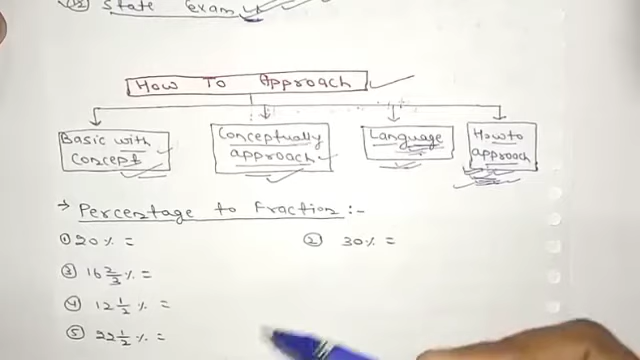 State Exam
How To Approach
Basic with
concept
Conceptually
approach
Language
How to
approach
→ Percentage to Fraction :-
① 20% =
② 30% =
③ 16 2/3 % =
④ 12 1/2 % =
⑤ 22 1/2 % =